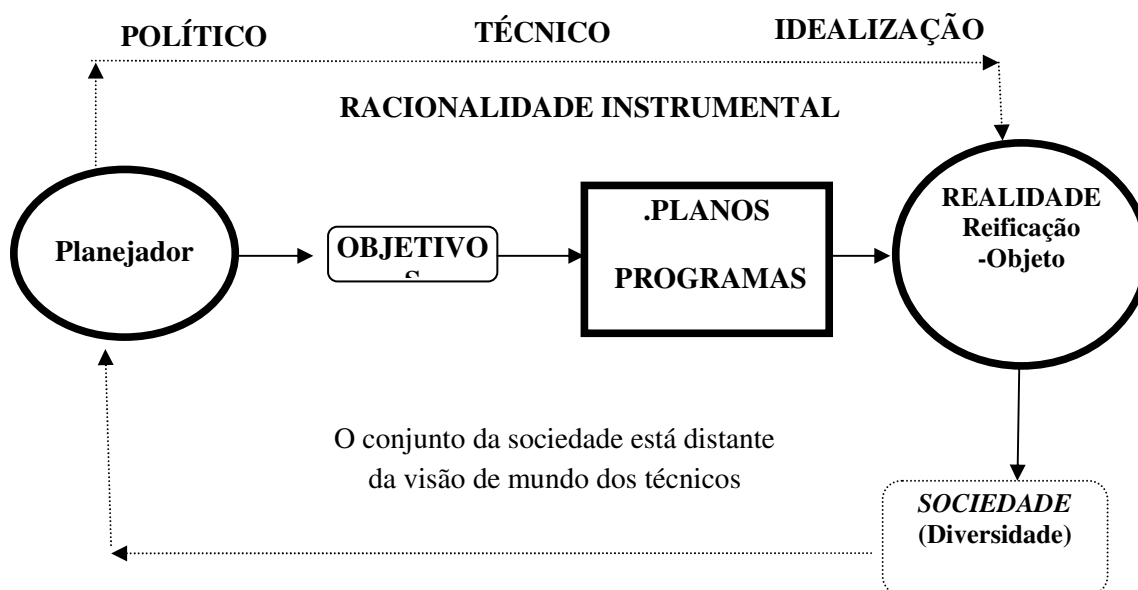 POLÍTICO TÉCNICO IDEALIZAÇÃO
RACIONALIDADE INSTRUMENTAL
Planejador
OBJETIVO
S
.PLANOS
PROGRAMAS
REALIDADE
Reificação
-Objeto
O conjunto da sociedade está distante
da visão de mundo dos técnicos
SOCIEDADE
(Diversidade)